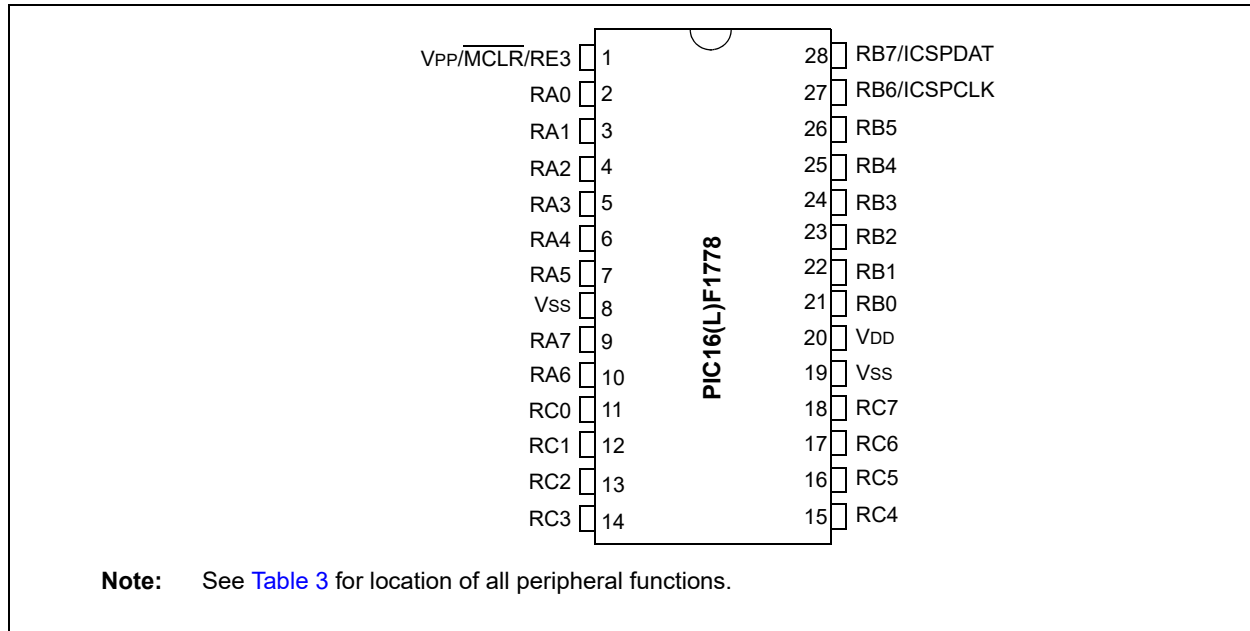 VPP/MCLR/RE3 1 28 RB7/ICSPDAT
RA0 2 27 RB6/ICSPCLK
RA1 3 26 RB5
RA2 4 25 RB4
RA3 5 24 RB3
RA4 6 23 RB2
RA5 7 22 RB1
VSS 8 21 RB0
RA7 9 20 VDD
RA6 10 19 VSS
RC0 11 18 RC7
RC1 12 17 RC6
RC2 13 16 RC5
RC3 14 15 RC4
PIC16(L)F1778
Note: See Table 3 for location of all peripheral functions.